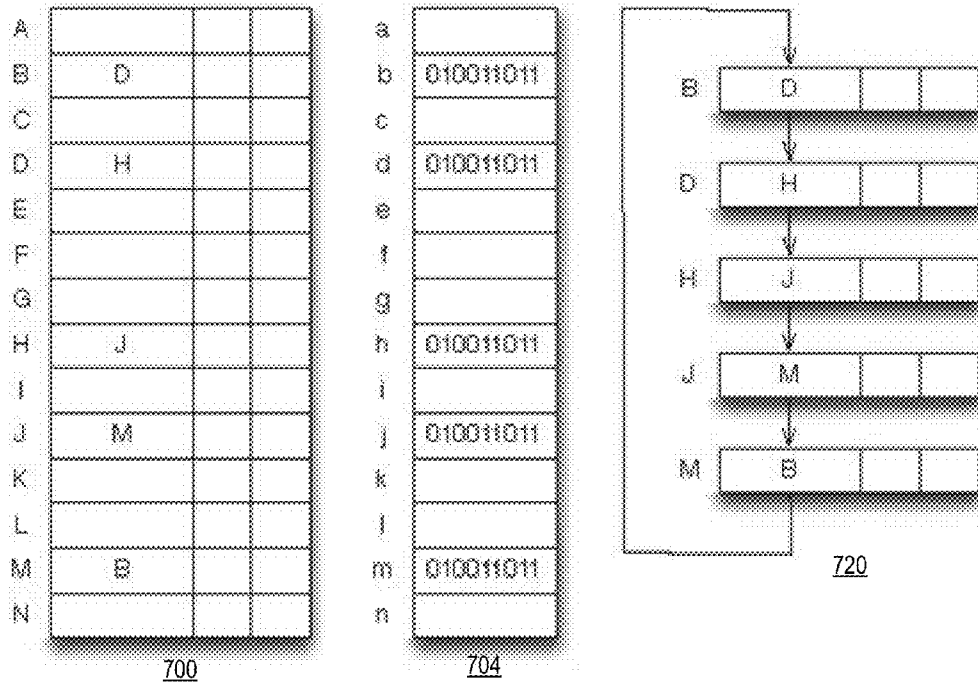 A
B D
C
D H
E
F
G
H J
I
J M
K
L
M B
N
700
a
b 010011011
c
d 010011011
e
f
g
h 010011011
i
j 010011011
k
l
m 010011011
n
704
B D
D H
H J
J M
M B
720